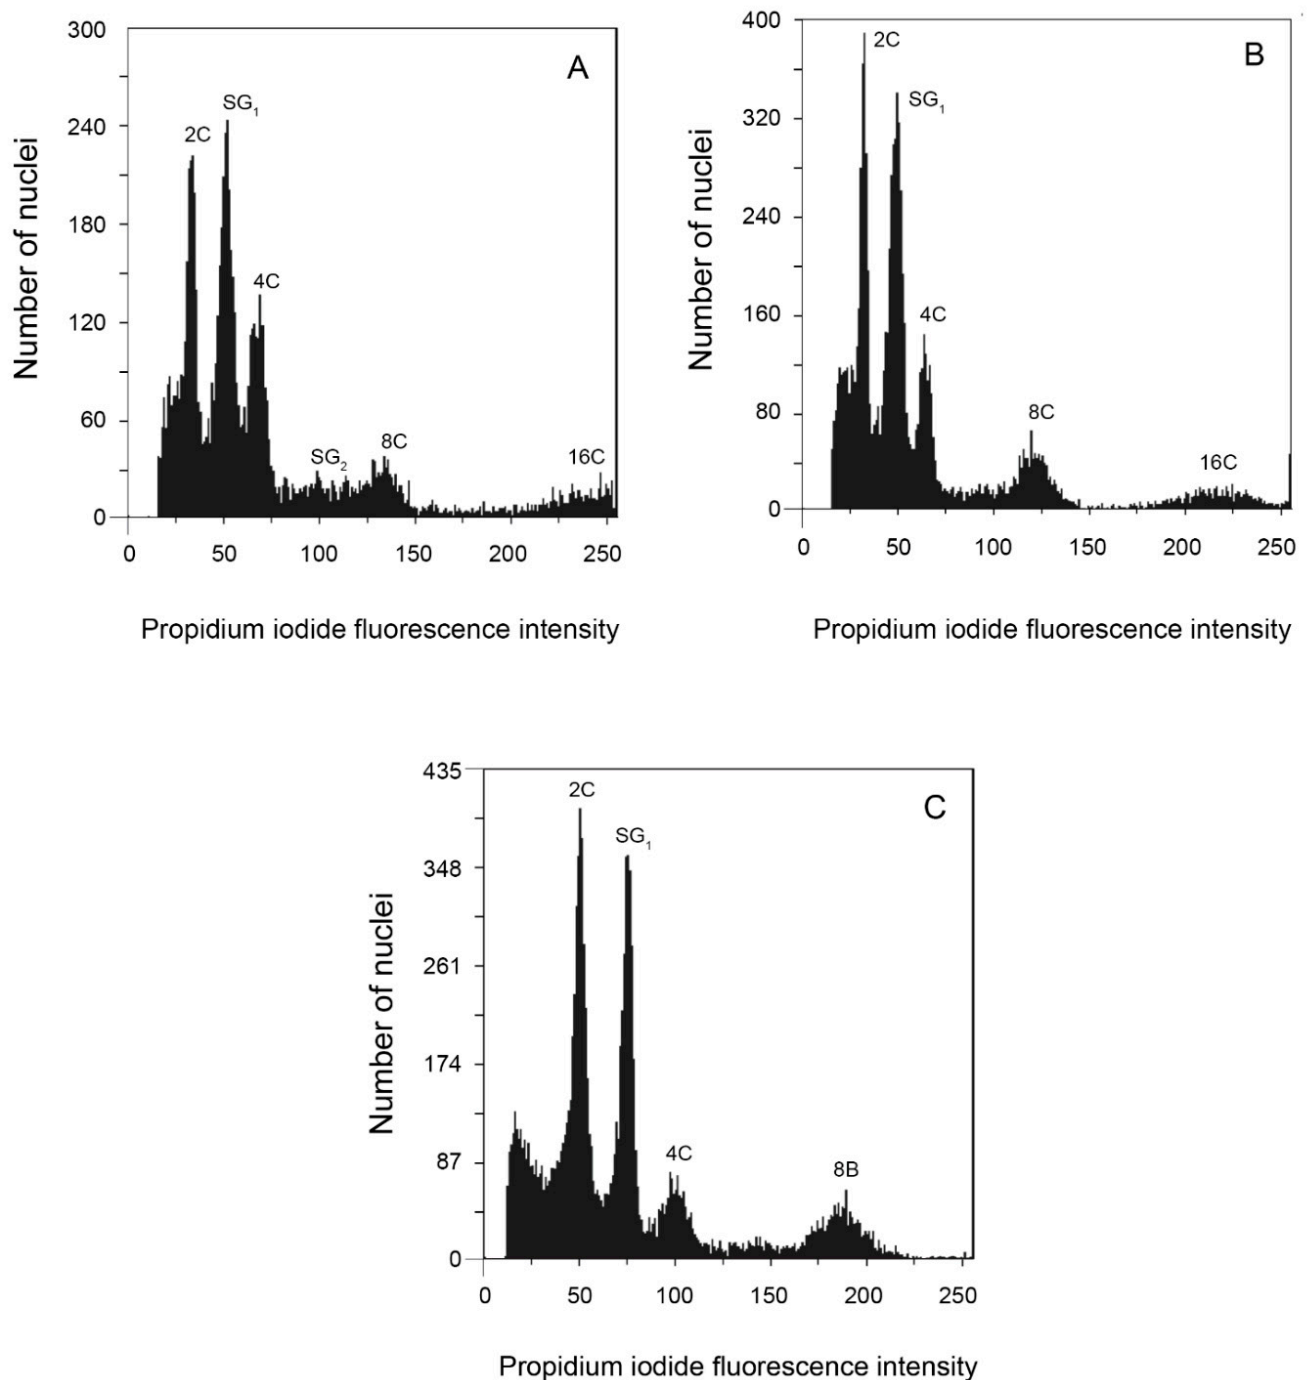 A
300
240
180
120
60
0
2C
SG₁
4C
SG₂
8C
16C
0 50 100 150 200 250
Number of nuclei
Propidium iodide fluorescence intensity
B
400
320
240
160
80
0
2C
SG₁
4C
8C
16C
0 50 100 150 200 250
Number of nuclei
Propidium iodide fluorescence intensity
C
435
348
261
174
87
0
2C
SG₁
4C
8B
0 50 100 150 200 250
Number of nuclei
Propidium iodide fluorescence intensity